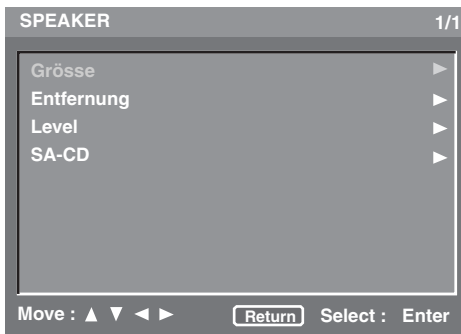 SPEAKER 1/1
Grösse ►
Entfernung ►
Level ►
SA-CD ►
Move : ▲ ▼ ◄ ► Return Select : Enter